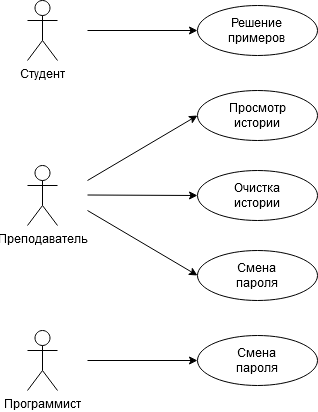 Решение
примеров
Студент
Просмотр
истории
Очистка
истории
Преподаватель
Смена
пароля
Смена
пароля
Программист